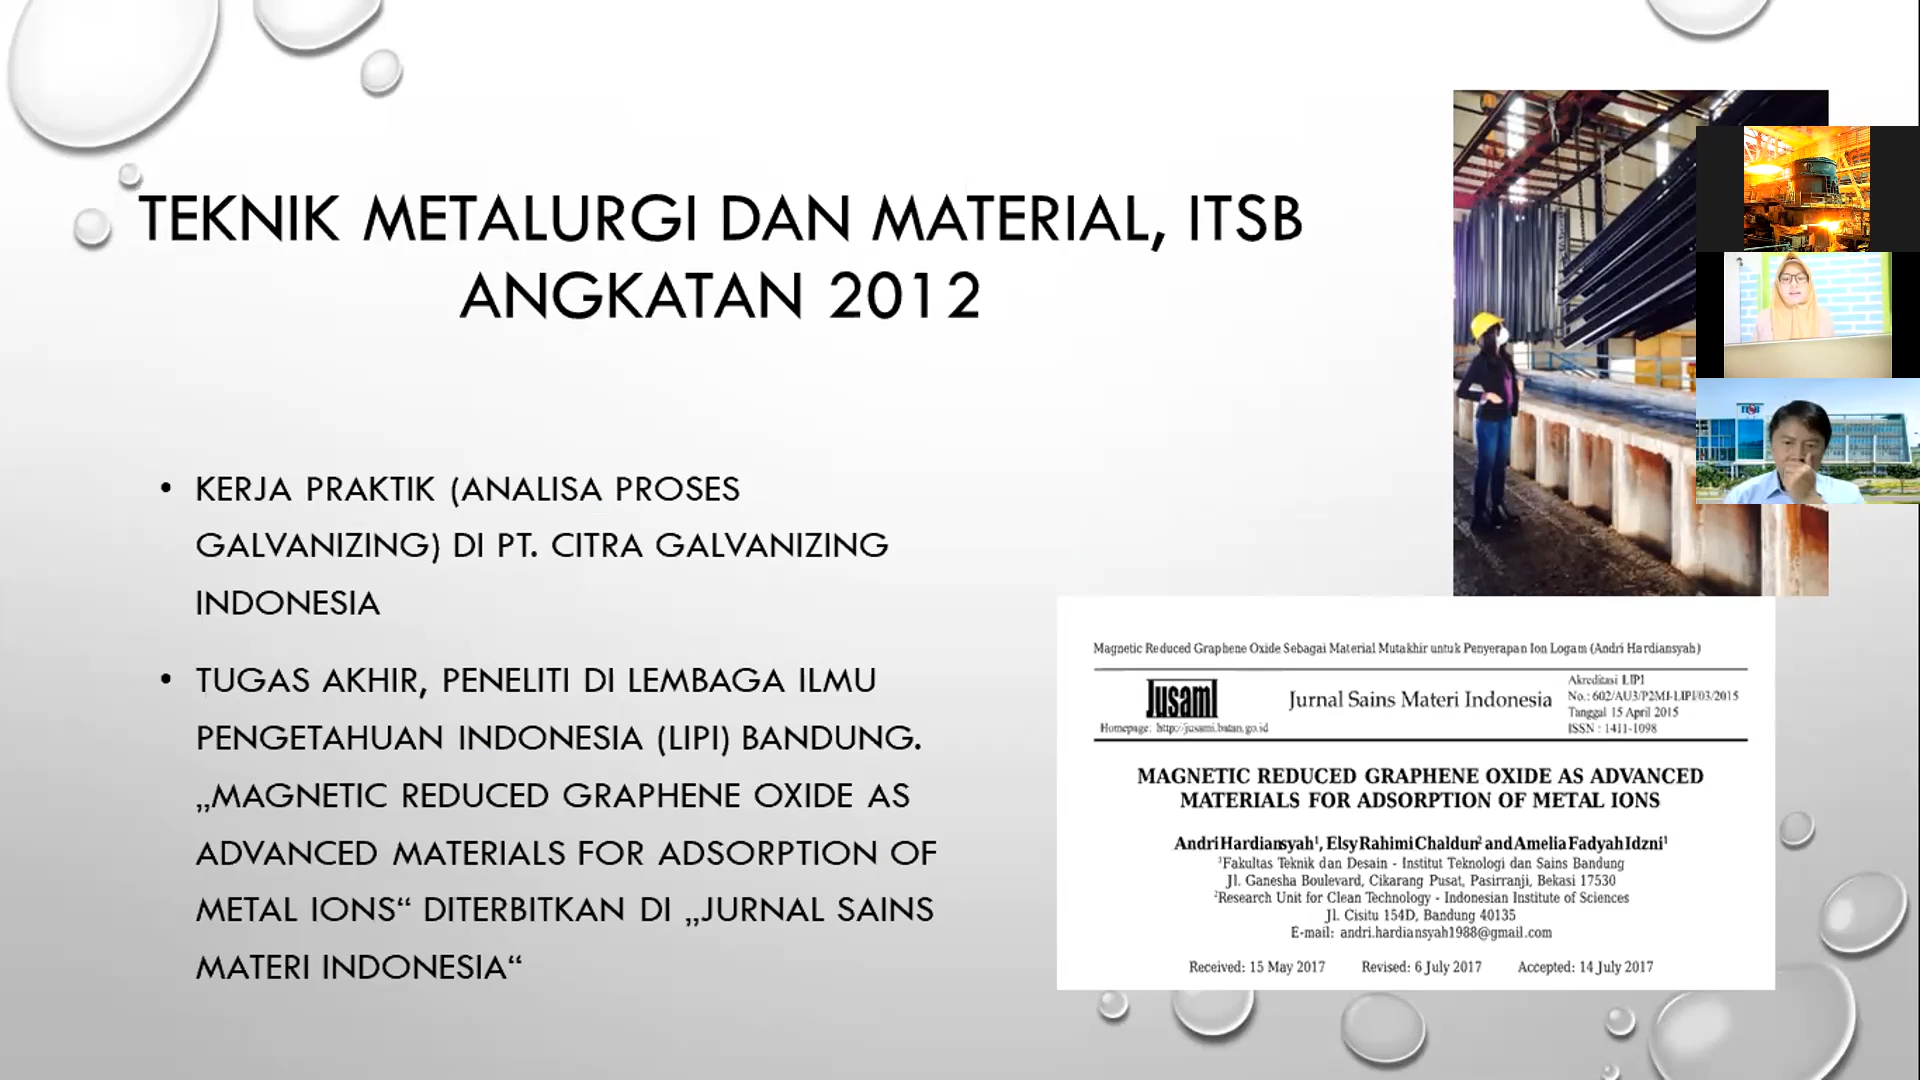 TEKNIK METALURGI DAN MATERIAL, ITSB
ANGKATAN 2012
• KERJA PRAKTIK (ANALISA PROSES
GALVANIZING) DI PT. CITRA GALVANIZING
INDONESIA
• TUGAS AKHIR, PENELITI DI LEMBAGA ILMU
PENGETAHUAN INDONESIA (LIPI) BANDUNG.
„MAGNETIC REDUCED GRAPHENE OXIDE AS
ADVANCED MATERIALS FOR ADSORPTION OF
METAL IONS“ DITERBITKAN DI „JURNAL SAINS
MATERI INDONESIA“
ITSB
Magnetic Reduced Graphene Oxide Sebagai Material Mutakhir untuk Penyerapan Ion Logam (Andri Hardiansyah)
Jusami
Homepage: http://jusami.batan.go.id
Jurnal Sains Materi Indonesia
Akreditasi LIPI
No.: 602/AU3/P2MI-LIPI/03/2015
Tanggal 15 April 2015
ISSN : 1411-1098
MAGNETIC REDUCED GRAPHENE OXIDE AS ADVANCED
MATERIALS FOR ADSORPTION OF METAL IONS
Andri Hardiansyah¹, Elsy Rahimi Chaldun² and Amelia Fadyah Idzni¹
¹Fakultas Teknik dan Desain - Institut Teknologi dan Sains Bandung
Jl. Ganesha Boulevard, Cikarang Pusat, Pasirranji, Bekasi 17530
²Research Unit for Clean Technology - Indonesian Institute of Sciences
Jl. Cisitu 154D, Bandung 40135
E-mail: andri.hardiansyah1988@gmail.com
Received: 15 May 2017 Revised: 6 July 2017 Accepted: 14 July 2017